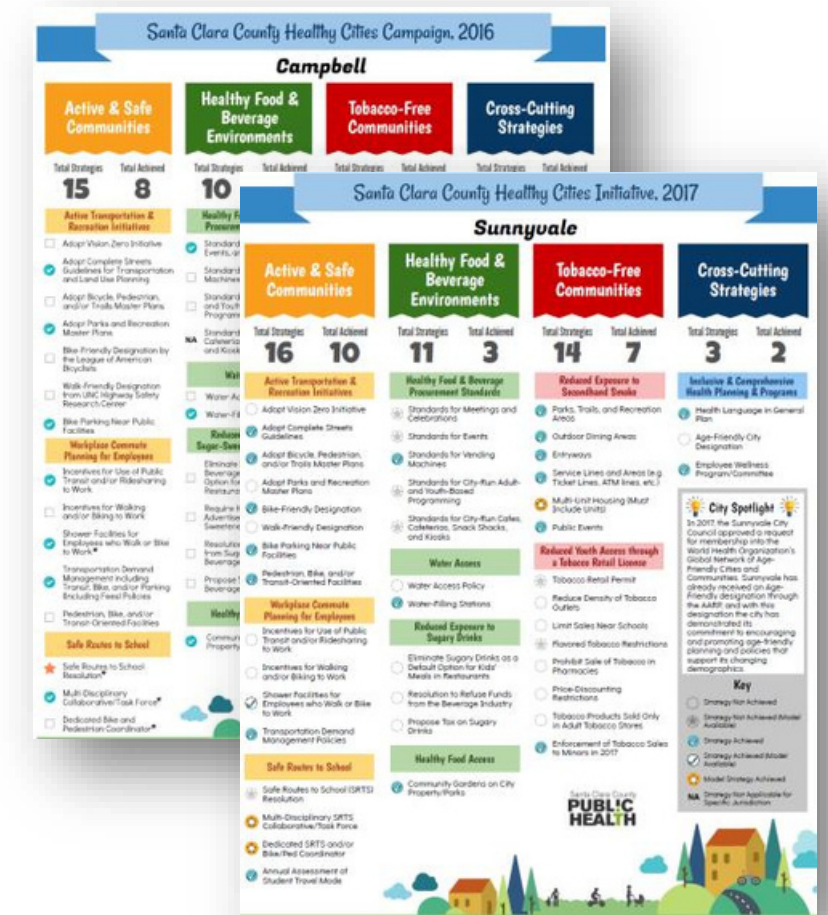 Santa Clara County Healthy Cities Campaign, 2016
Campbell
Active & Safe
Communities
Healthy Food &
Beverage
Environments
Tobacco-Free
Communities
Cross-Cutting
Strategies
Total Strategies Total Achieved
15 8
Total Strategies Total Achieved
10
Total Strategies Total Achieved
Total Strategies Total Achieved
Active Transportation &
Recreation Initiatives
Adopt Vision Zero Initiative
Adopt Complete Streets
Guidelines for Transportation
and Land Use Planning
Adopt Bicycle, Pedestrian,
and/or Trails Master Plans
Adopt Parks and Recreation
Master Plans
Bike-Friendly Designation by
the League of American
Bicyclists
Walk-Friendly Designation
from UNC Highway Safety
Research Center
Bike Parking Near Public
Facilities
Workplace Commute
Planning for Employees
Incentives for Use of Public
Transit and/or Ridesharing
to Work
Incentives for Walking
and/or Biking to Work
Shower Facilities for
Employees who Walk or Bike
to Work*
Transportation Demand
Management including
Transit, Bike, and/or Parking
(Including Fees) Policies
Pedestrian, Bike, and/or
Transit-Oriented Facilities
Safe Routes to School
Safe Routes to School
Resolution*
Multi-Disciplinary
Collaborative/Task Force*
Dedicated Bike and
Pedestrian Coordinator*
NA
Santa Clara County Healthy Cities Initiative, 2017
Sunnyvale
Active & Safe
Communities
Total Strategies Total Achieved
16 10
Active Transportation &
Recreation Initiatives
Adopt Vision Zero Initiative
Adopt Complete Streets
Guidelines
Adopt Bicycle, Pedestrian,
and/or Trails Master Plans
Adopt Parks and Recreation
Master Plans
Bike-Friendly Designation
Walk-Friendly Designation
Bike Parking Near Public
Facilities
Pedestrian, Bike, and/or
Transit-Oriented Facilities
Workplace Commute
Planning for Employees
Incentives for Use of Public
Transit and/or Ridesharing
to Work
Incentives for Walking
and/or Biking to Work
Shower Facilities for
Employees who Walk or Bike
to Work
Transportation Demand
Management Policies
Safe Routes to School
Safe Routes to School (SRTS)
Resolution
Multi-Disciplinary SRTS
Collaborative/Task Force
Dedicated SRTS and/or
Bike/Ped Coordinator
Annual Assessment of
Student Travel Mode
Healthy Food &
Beverage
Environments
Total Strategies Total Achieved
11 3
Healthy Food & Beverage
Procurement Standards
Standards for Meetings and
Celebrations
Standards for Events
Standards for Vending
Machines
Standards for City-Run Adult-
and Youth-Based
Programming
Standards for City-Run Cafes,
Cafeterias, Snack Shacks,
and Kiosks
Water Access
Water Access Policy
Water-Filling Stations
Reduced Exposure to
Sugary Drinks
Eliminate Sugary Drinks as a
Default Option for Kids'
Meals in Restaurants
Resolution to Refuse Funds
from the Beverage Industry
Propose Tax on Sugary
Drinks
Healthy Food Access
Community Gardens on City
Property/Parks
Tobacco-Free
Communities
Total Strategies Total Achieved
14 7
Reduced Exposure to
Secondhand Smoke
Parks, Trails, and Recreation
Areas
Outdoor Dining Areas
Entryways
Service Lines and Areas (e.g.
Ticket Lines, ATM lines, etc.)
Multi-Unit Housing (Must
Include Units)
Public Events
Reduced Youth Access through
a Tobacco Retail License
Tobacco Retail Permit
Reduce Density of Tobacco
Outlets
Limit Sales Near Schools
Flavored Tobacco Restrictions
Prohibit Sale of Tobacco in
Pharmacies
Price-Discounting
Restrictions
Tobacco Products Sold Only
in Adult Tobacco Stores
Enforcement of Tobacco Sales
to Minors in 2017
Santa Clara County
PUBLIC
HEALTH
Cross-Cutting
Strategies
Total Strategies Total Achieved
3 2
Inclusive & Comprehensive
Health Planning & Programs
Health Language in General
Plan
Age-Friendly City
Designation
Employee Wellness
Program/Committee
City Spotlight
In 2017, the Sunnyvale City
Council approved a request
for membership into the
World Health Organization's
Global Network of Age-
Friendly Cities and
Communities. Sunnyvale has
already received an Age-
Friendly designation through
the AARP, and with this
designation the city has
demonstrated its
commitment to encouraging
and promoting age-friendly
planning and policies that
support its changing
demographics.
Key
Strategy Not Achieved
Strategy Not Achieved (Model
Available)
Strategy Achieved
Strategy Achieved (Model
Available)
Model Strategy Achieved
NA Strategy Not Applicable for
Specific Jurisdiction